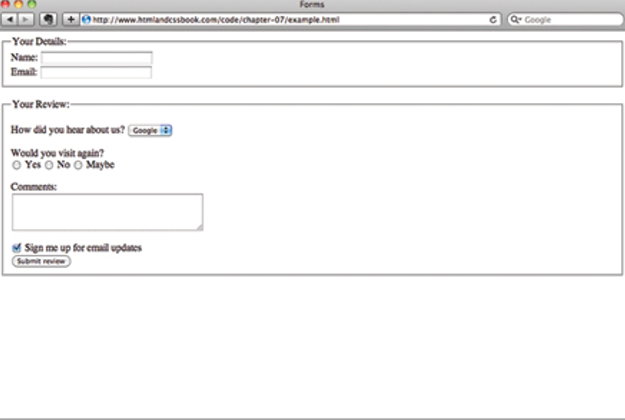 Forms
http://www.htmlandcssbook.com/code/chapter-07/example.html
Google
Your Details:
Name:
Email:
Your Review:
How did you hear about us? Google
Would you visit again?
Yes No Maybe
Comments:
Sign me up for email updates
Submit review